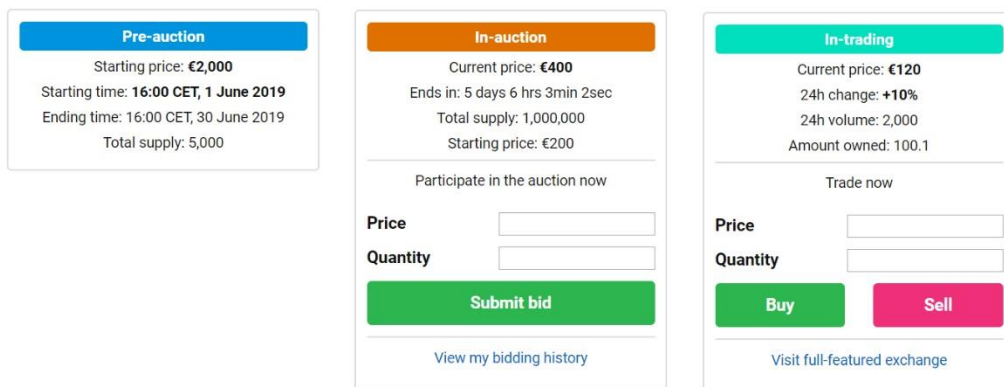 Pre-auction
Starting price: €2,000
Starting time: 16:00 CET, 1 June 2019
Ending time: 16:00 CET, 30 June 2019
Total supply: 5,000
In-auction
Current price: €400
Ends in: 5 days 6 hrs 3min 2sec
Total supply: 1,000,000
Starting price: €200
Participate in the auction now
Price
Quantity
Submit bid
View my bidding history
In-trading
Current price: €120
24h change: +10%
24h volume: 2,000
Amount owned: 100.1
Trade now
Price
Quantity
Buy
Sell
Visit full-featured exchange